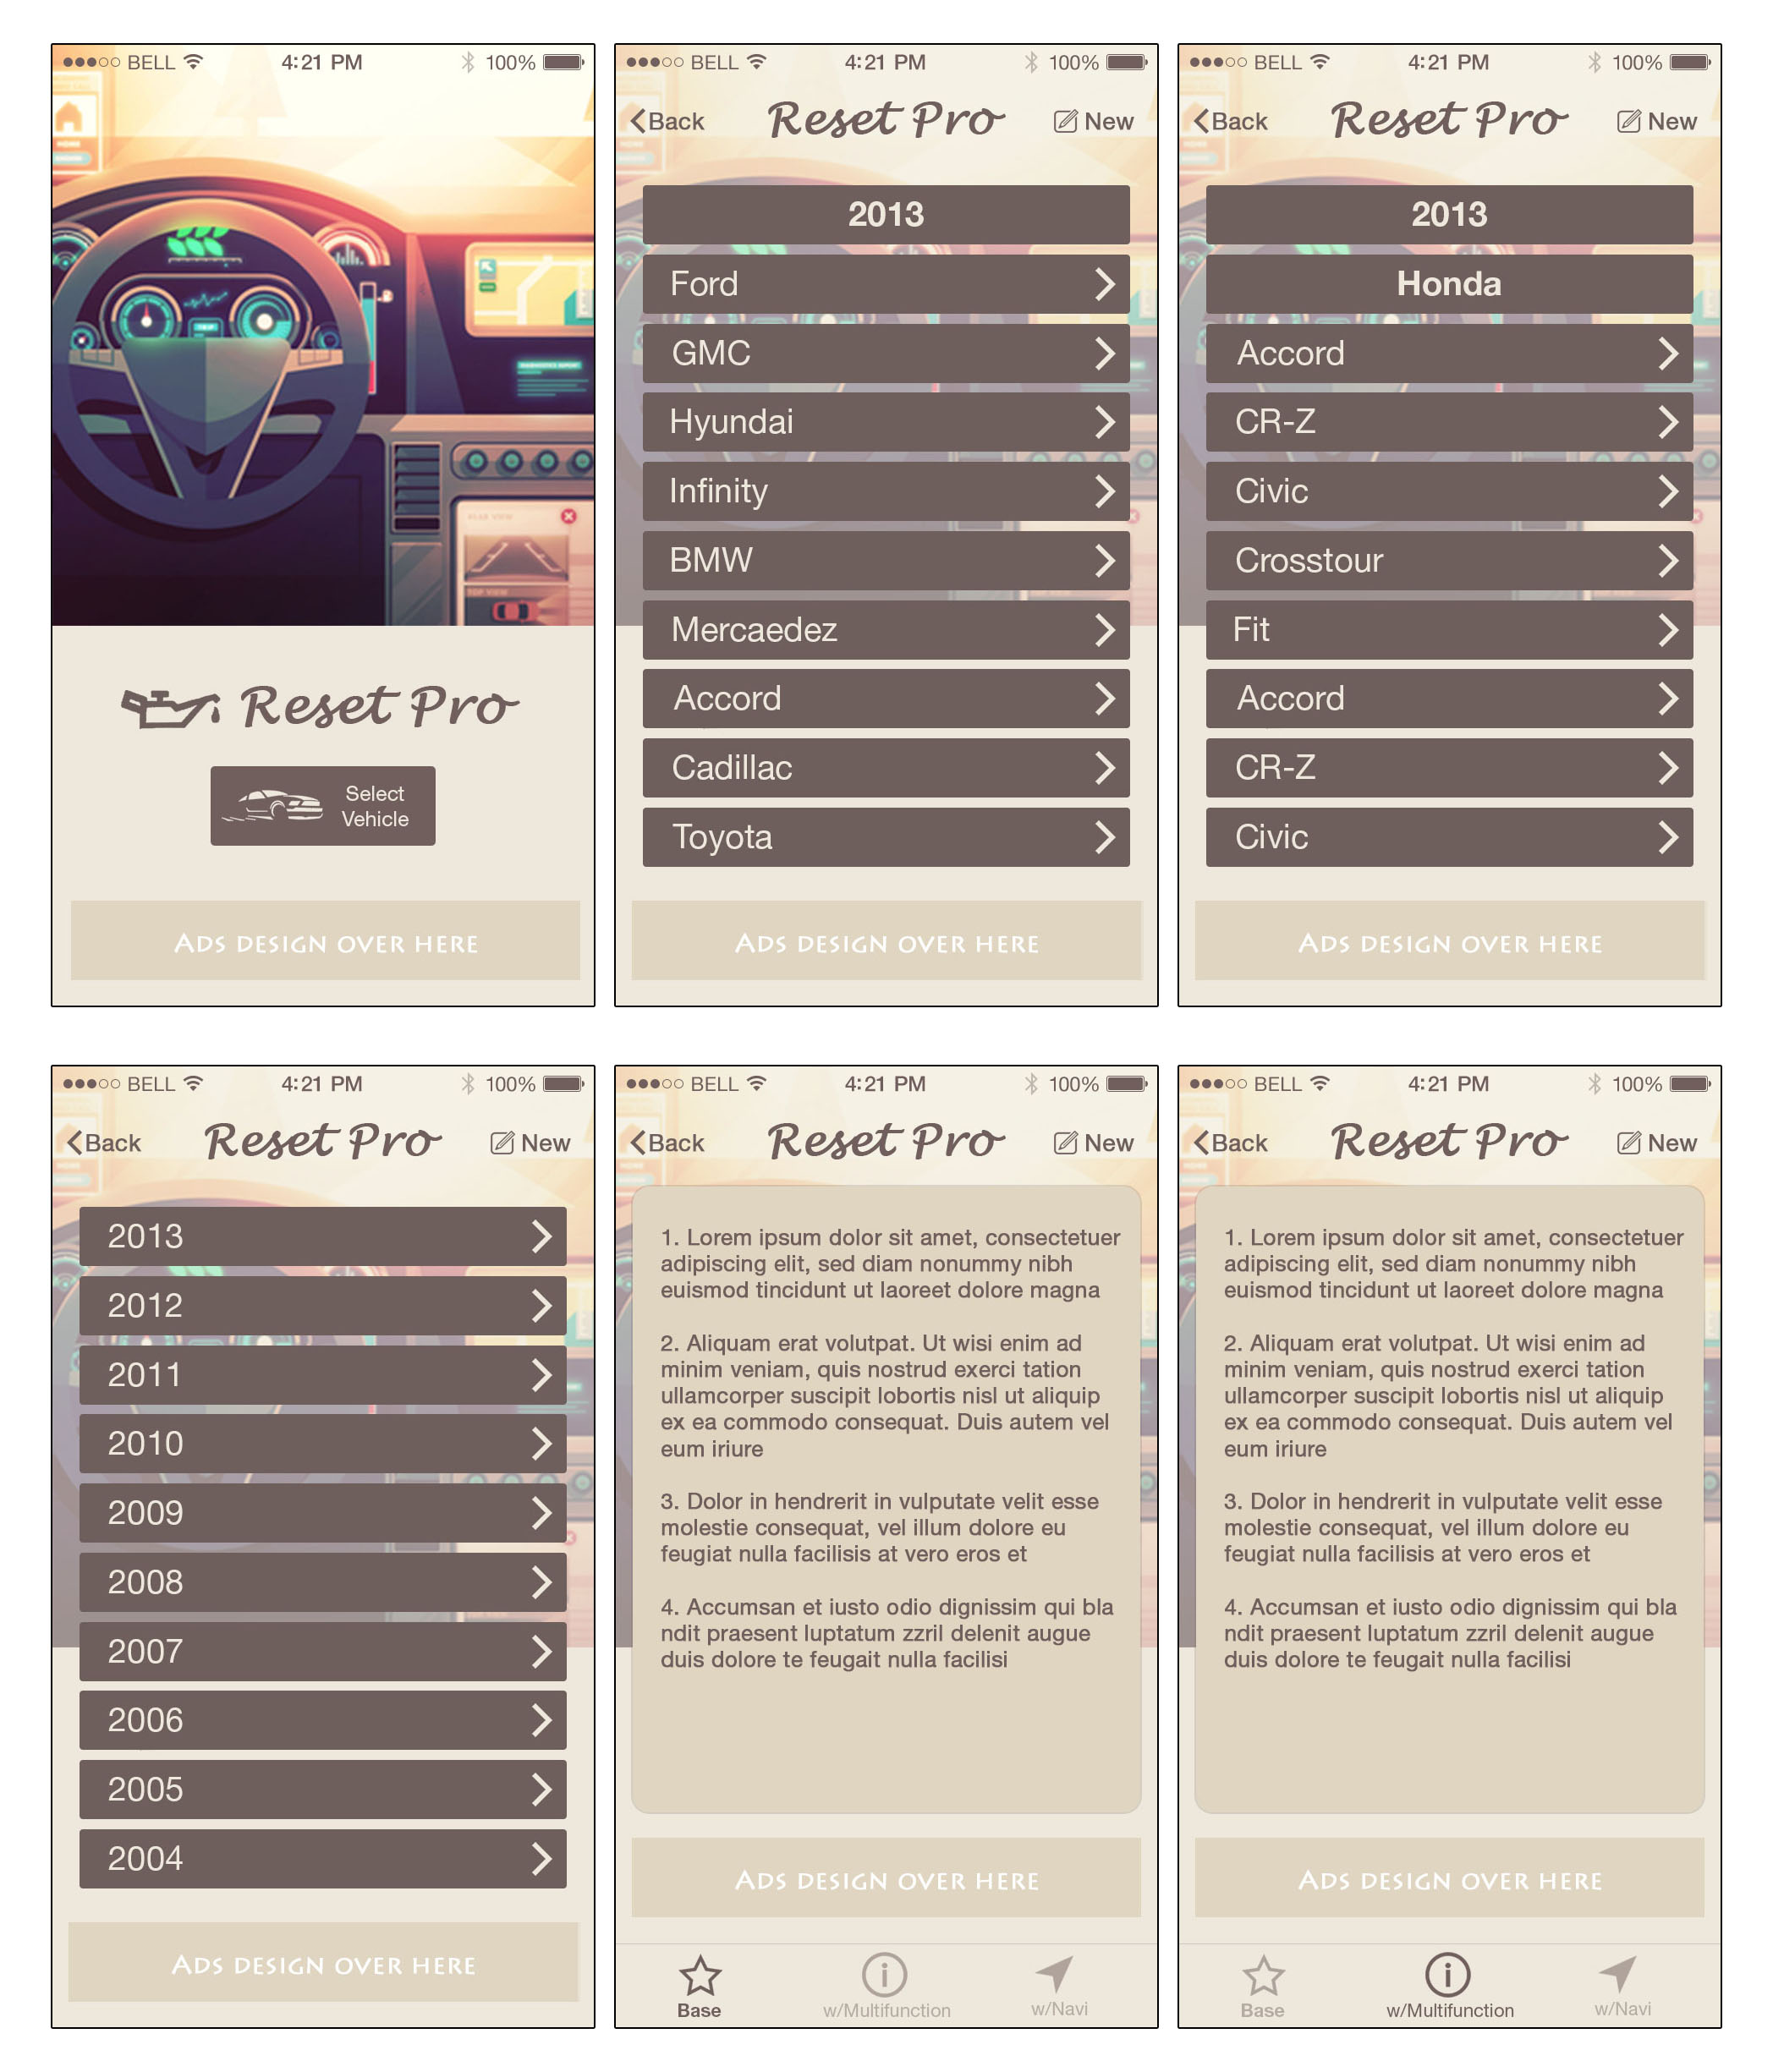 BELL 4:21 PM 100%
HOME
DIAGNOSTICS REPORT
REAR VIEW
TOP VIEW
Reset Pro
Select
Vehicle
ADS DESIGN OVER HERE
BELL 4:21 PM 100%
Back Reset Pro New
2013
Ford
GMC
Hyundai
Infinity
BMW
Mercaedez
Accord
Cadillac
Toyota
ADS DESIGN OVER HERE
BELL 4:21 PM 100%
Back Reset Pro New
2013
Honda
Accord
CR-Z
Civic
Crosstour
Fit
Accord
CR-Z
Civic
ADS DESIGN OVER HERE
BELL 4:21 PM 100%
Back Reset Pro New
2013
2012
2011
2010
2009
2008
2007
2006
2005
2004
ADS DESIGN OVER HERE
BELL 4:21 PM 100%
Back Reset Pro New
1. Lorem ipsum dolor sit amet, consectetuer
adipiscing elit, sed diam nonummy nibh
euismod tincidunt ut laoreet dolore magna
2. Aliquam erat volutpat. Ut wisi enim ad
minim veniam, quis nostrud exerci tation
ullamcorper suscipit lobortis nisl ut aliquip
ex ea commodo consequat. Duis autem vel
eum iriure
3. Dolor in hendrerit in vulputate velit esse
molestie consequat, vel illum dolore eu
feugiat nulla facilisis at vero eros et
4. Accumsan et iusto odio dignissim qui bla
ndit praesent luptatum zzril delenit augue
duis dolore te feugait nulla facilisi
ADS DESIGN OVER HERE
Base w/Multifunction w/Navi
BELL 4:21 PM 100%
Back Reset Pro New
1. Lorem ipsum dolor sit amet, consectetuer
adipiscing elit, sed diam nonummy nibh
euismod tincidunt ut laoreet dolore magna
2. Aliquam erat volutpat. Ut wisi enim ad
minim veniam, quis nostrud exerci tation
ullamcorper suscipit lobortis nisl ut aliquip
ex ea commodo consequat. Duis autem vel
eum iriure
3. Dolor in hendrerit in vulputate velit esse
molestie consequat, vel illum dolore eu
feugiat nulla facilisis at vero eros et
4. Accumsan et iusto odio dignissim qui bla
ndit praesent luptatum zzril delenit augue
duis dolore te feugait nulla facilisi
ADS DESIGN OVER HERE
Base w/Multifunction w/Navi